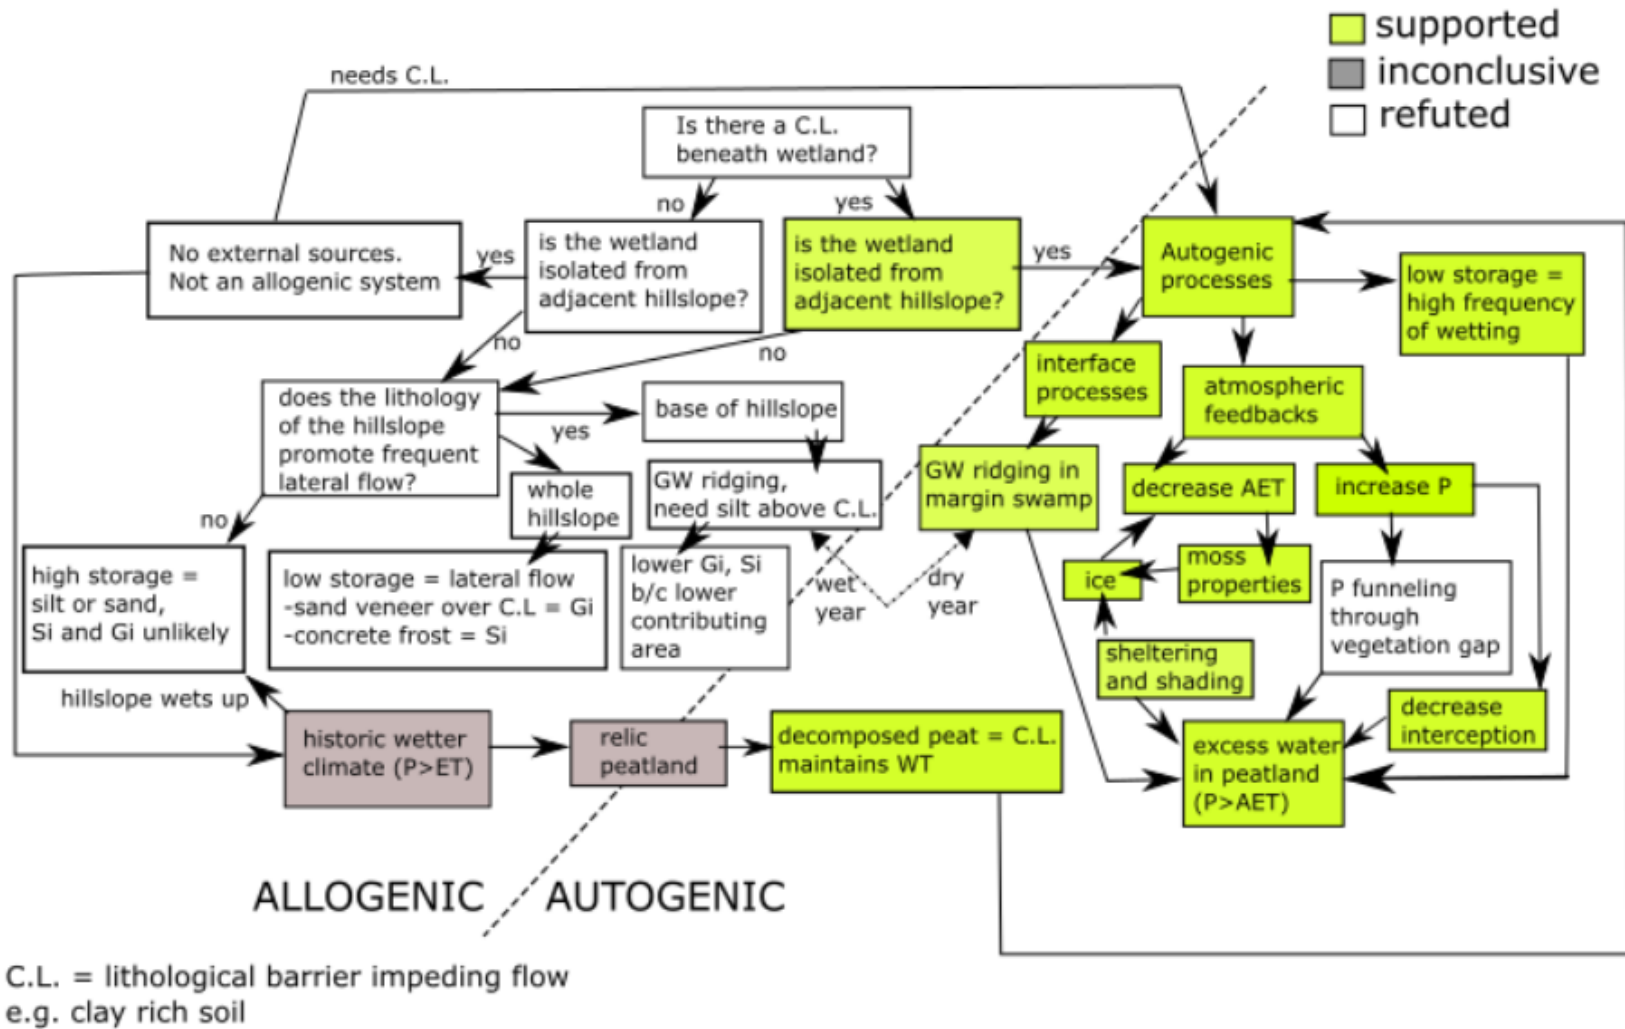 supported
inconclusive
refuted
needs C.L.
Is there a C.L.
beneath wetland?
no
yes
No external sources.
Not an allogenic system
yes
is the wetland
isolated from
adjacent hillslope?
is the wetland
isolated from
adjacent hillslope?
yes
Autogenic
processes
low storage =
high frequency
of wetting
no
no
interface
processes
atmospheric
feedbacks
does the lithology
of the hillslope
promote frequent
lateral flow?
yes
base of hillslope
GW ridging,
need silt above C.L.
GW ridging in
margin swamp
decrease AET
increase P
whole
hillslope
no
high storage =
silt or sand,
Si and Gi unlikely
low storage = lateral flow
-sand veneer over C.L = Gi
-concrete frost = Si
lower Gi, Si
b/c lower
contributing
area
wet
year
dry
year
ice
moss
properties
P funneling
through
vegetation gap
sheltering
and shading
decrease
interception
hillslope wets up
historic wetter
climate (P>ET)
relic
peatland
decomposed peat = C.L.
maintains WT
excess water
in peatland
(P>AET)
ALLOGENIC
AUTOGENIC
C.L. = lithological barrier impeding flow
e.g. clay rich soil